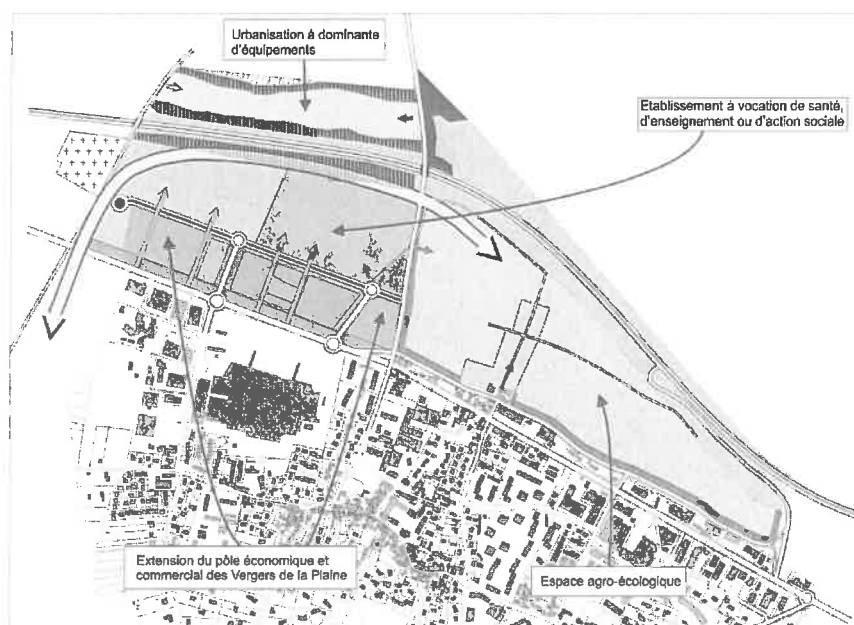 Urbanisation à dominante
d'équipements
Etablissement à vocation de santé,
d'enseignement ou d'action sociale
Extension du pôle économique et
commercial des Vergers de la Plaine
Espace agro-écologique